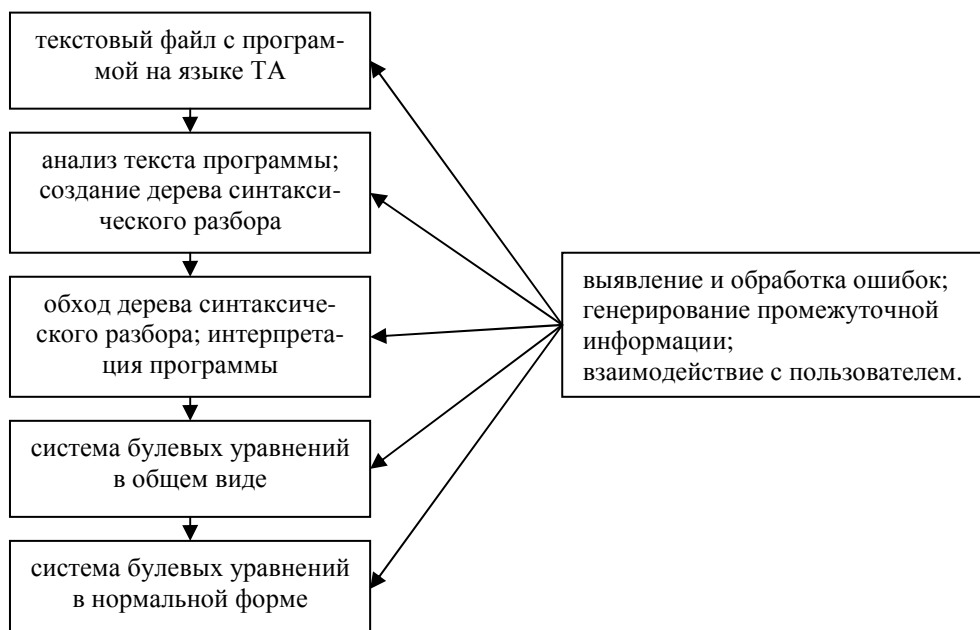 текстовый файл с програм-
мой на языке ТА
анализ текста программы;
создание дерева синтакси-
ческого разбора
обход дерева синтаксиче-
ского разбора; интерпрета-
ция программы
система булевых уравнений
в общем виде
система булевых уравнений
в нормальной форме
выявление и обработка ошибок;
генерирование промежуточной
информации;
взаимодействие с пользователем.